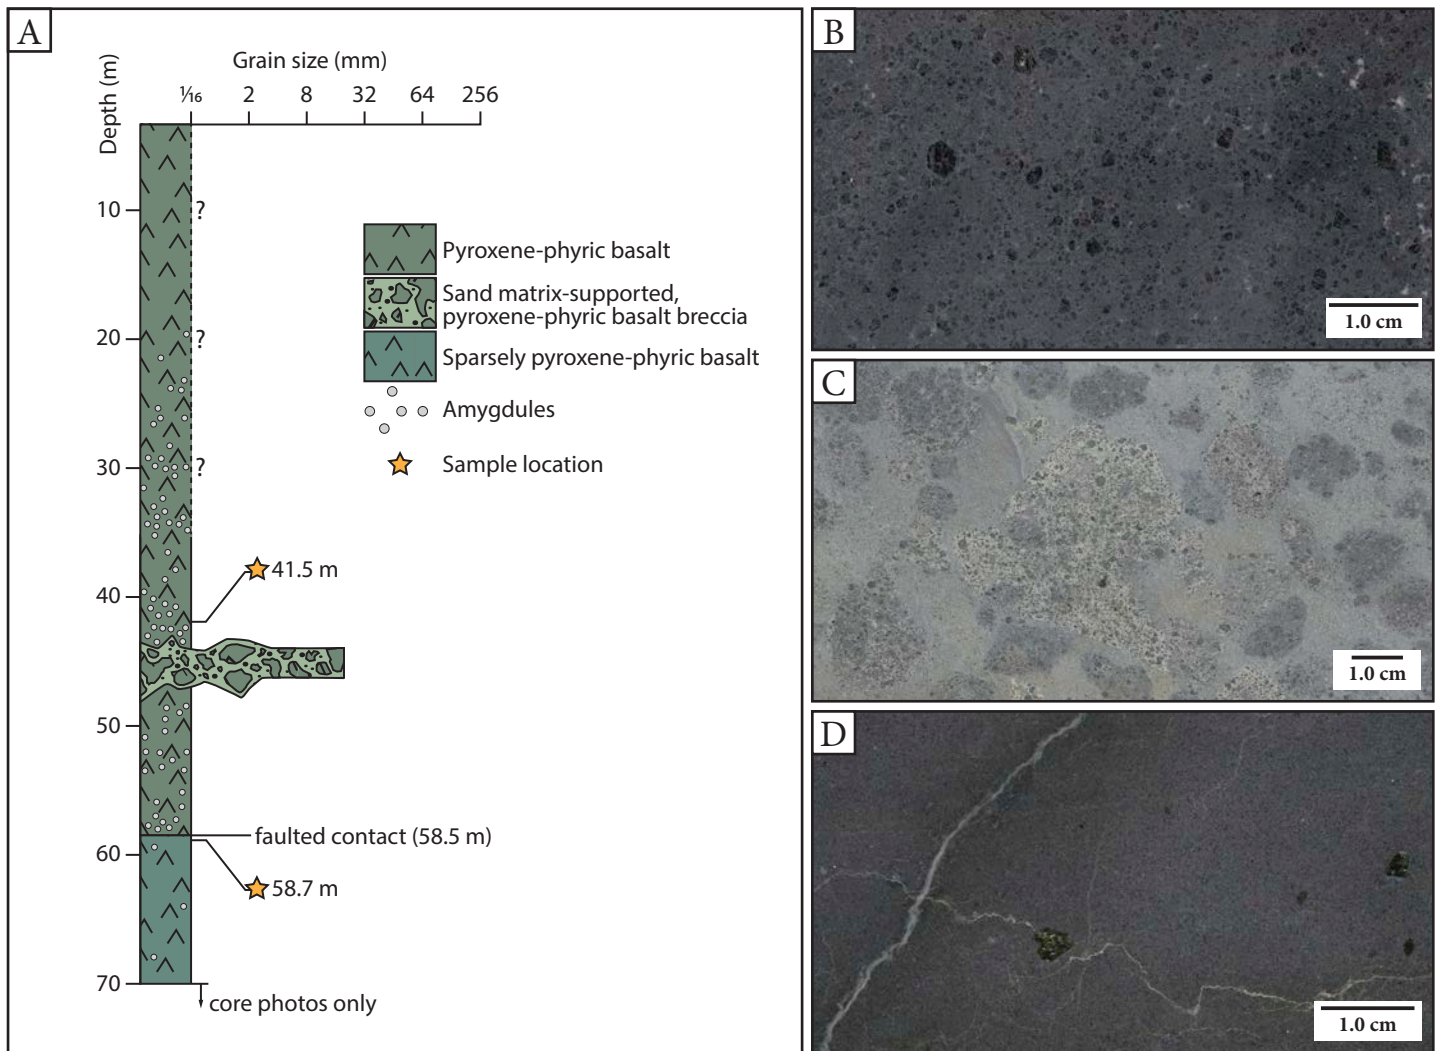 A
Grain size (mm)
Depth (m)
1⁄16 2 8 32 64 256
10
?
20
?
30
?
40
50
60
70
Pyroxene-phyric basalt
Sand matrix-supported,
pyroxene-phyric basalt breccia
Sparsely pyroxene-phyric basalt
Amygdules
Sample location
41.5 m
faulted contact (58.5 m)
58.7 m
core photos only
B
1.0 cm
C
1.0 cm
D
1.0 cm